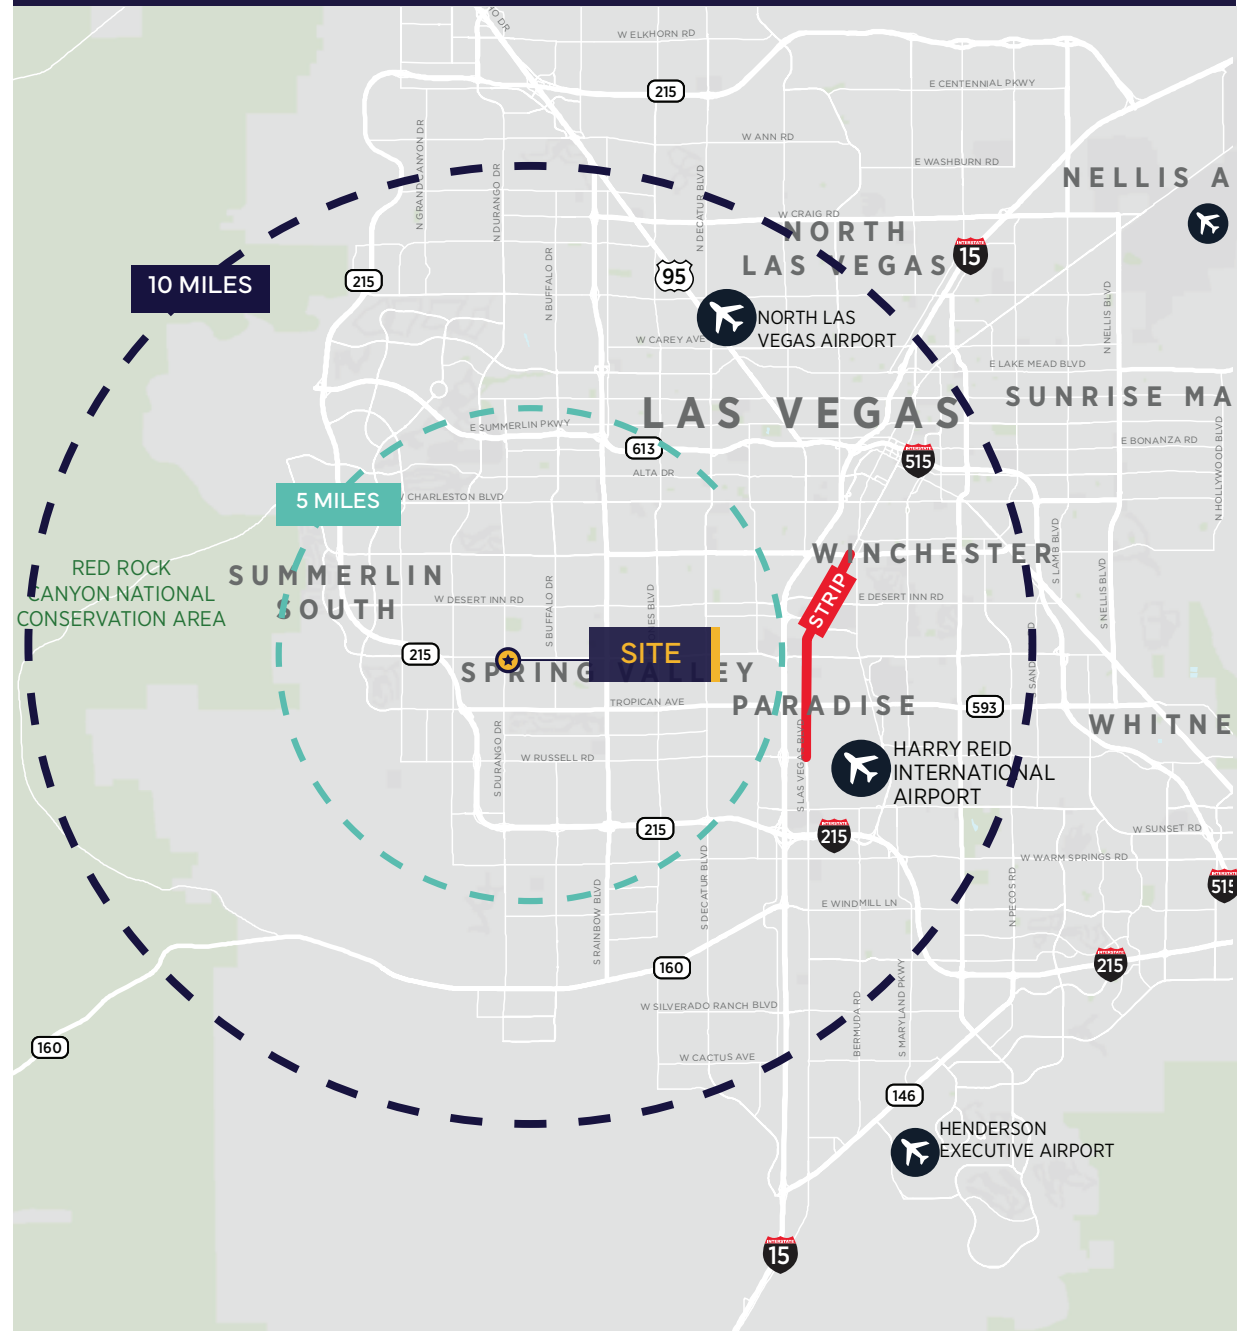 W ELKHORN RD
215
E CENTENNIAL PKWY
W ANN RD
E WASHBURN RD
N GRAND CANYON DR
N DURANGO DR
N DECATUR BLVD
NELLIS A
W CRAIG RD
NORTH
LAS VEGAS
15
10 MILES
215
95
N BUFFALO DR
NORTH LAS
VEGAS AIRPORT
N NELLIS BLVD
W CAREY AVE
E LAKE MEAD BLVD
SUNRISE MA
LAS VEGAS
E SUMMERLIN PKWY
613
515
E BONANZA RD
N HOLLYWOOD BLVD
ALTA DR
5 MILES
W CHARLESTON BLVD
WINCHESTER
S LAMB BLVD
S NELLIS BLVD
RED ROCK
CANYON NATIONAL
CONSERVATION AREA
SUMMERLIN
SOUTH
W DESERT INN RD
S BUFFALO DR
STRIP
E DESERT INN RD
215
SITE
SPRING VALLEY
TROPICAN AVE
PARADISE
593
WHITNE
S DURANGO DR
W RUSSELL RD
S LAS VEGAS BLVD
HARRY REID
INTERNATIONAL
AIRPORT
215
INTERSTATE
215
W SUNSET RD
W WARM SPRINGS RD
515
S DECATUR BLVD
S RAINBOW BLVD
E WINDMILL LN
N PECOS RD
160
INTERSTATE
215
W SILVERADO RANCH BLVD
BERMUDA RD
S MARYLAND PKWY
160
W CACTUS AVE
146
HENDERSON
EXECUTIVE AIRPORT
INTERSTATE
15